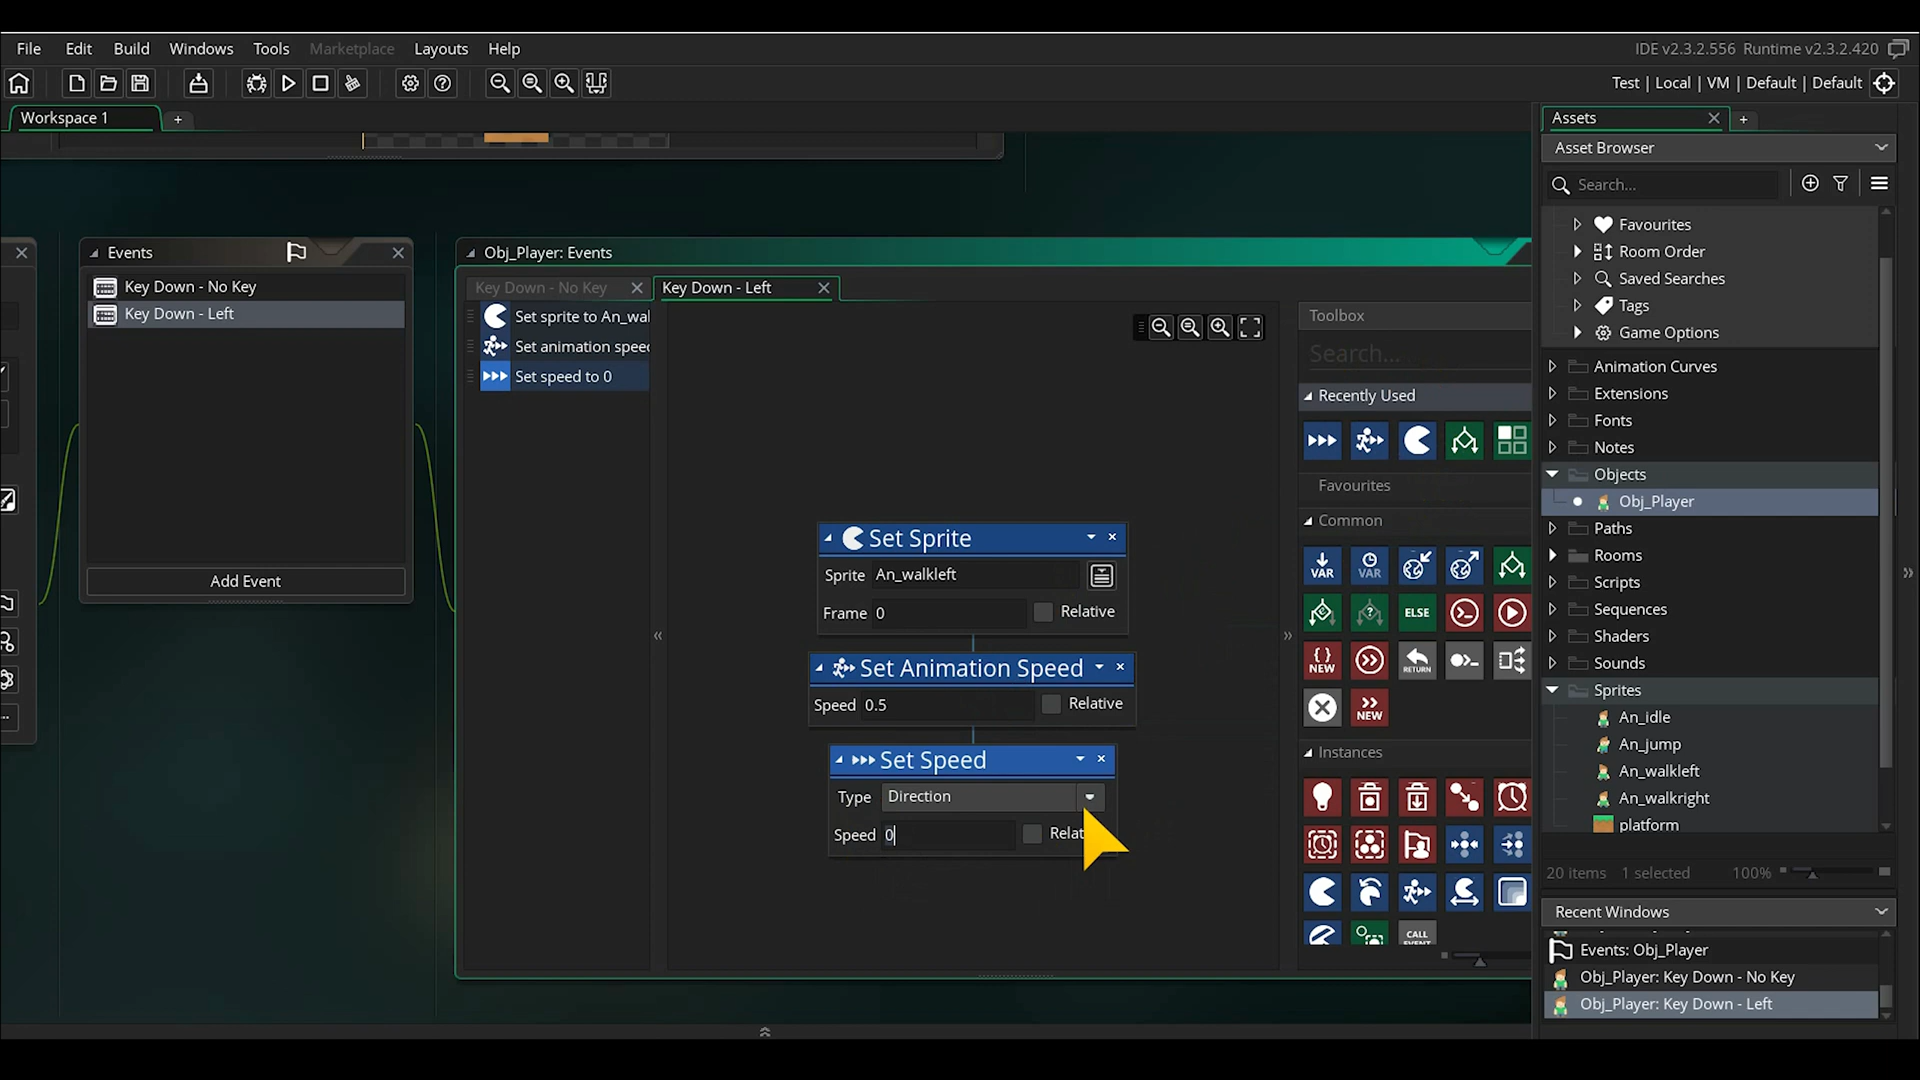 File Edit Build Windows Tools Marketplace Layouts Help
IDE v2.3.2.556 Runtime v2.3.2.420
Test | Local | VM | Default | Default
Workspace 1
Events
Key Down - No Key
Key Down - Left
Add Event
Obj_Player: Events
Key Down - No Key
Key Down - Left
Set sprite to An_wal
Set animation speed
Set speed to 0
Set Sprite
Sprite An_walkleft
Frame 0 Relative
Set Animation Speed
Speed 0.5 Relative
Set Speed
Type Direction
Speed 0 Relat
Toolbox
Search...
Recently Used
Favourites
Common
VAR VAR
ELSE
NEW RETURN
NEW
Instances
CALL
EVENT
Assets
Asset Browser
Search...
Favourites
Room Order
Saved Searches
Tags
Game Options
Animation Curves
Extensions
Fonts
Notes
Objects
Obj_Player
Paths
Rooms
Scripts
Sequences
Shaders
Sounds
Sprites
An_idle
An_jump
An_walkleft
An_walkright
platform
20 items 1 selected 100%
Recent Windows
Events: Obj_Player
Obj_Player: Key Down - No Key
Obj_Player: Key Down - Left